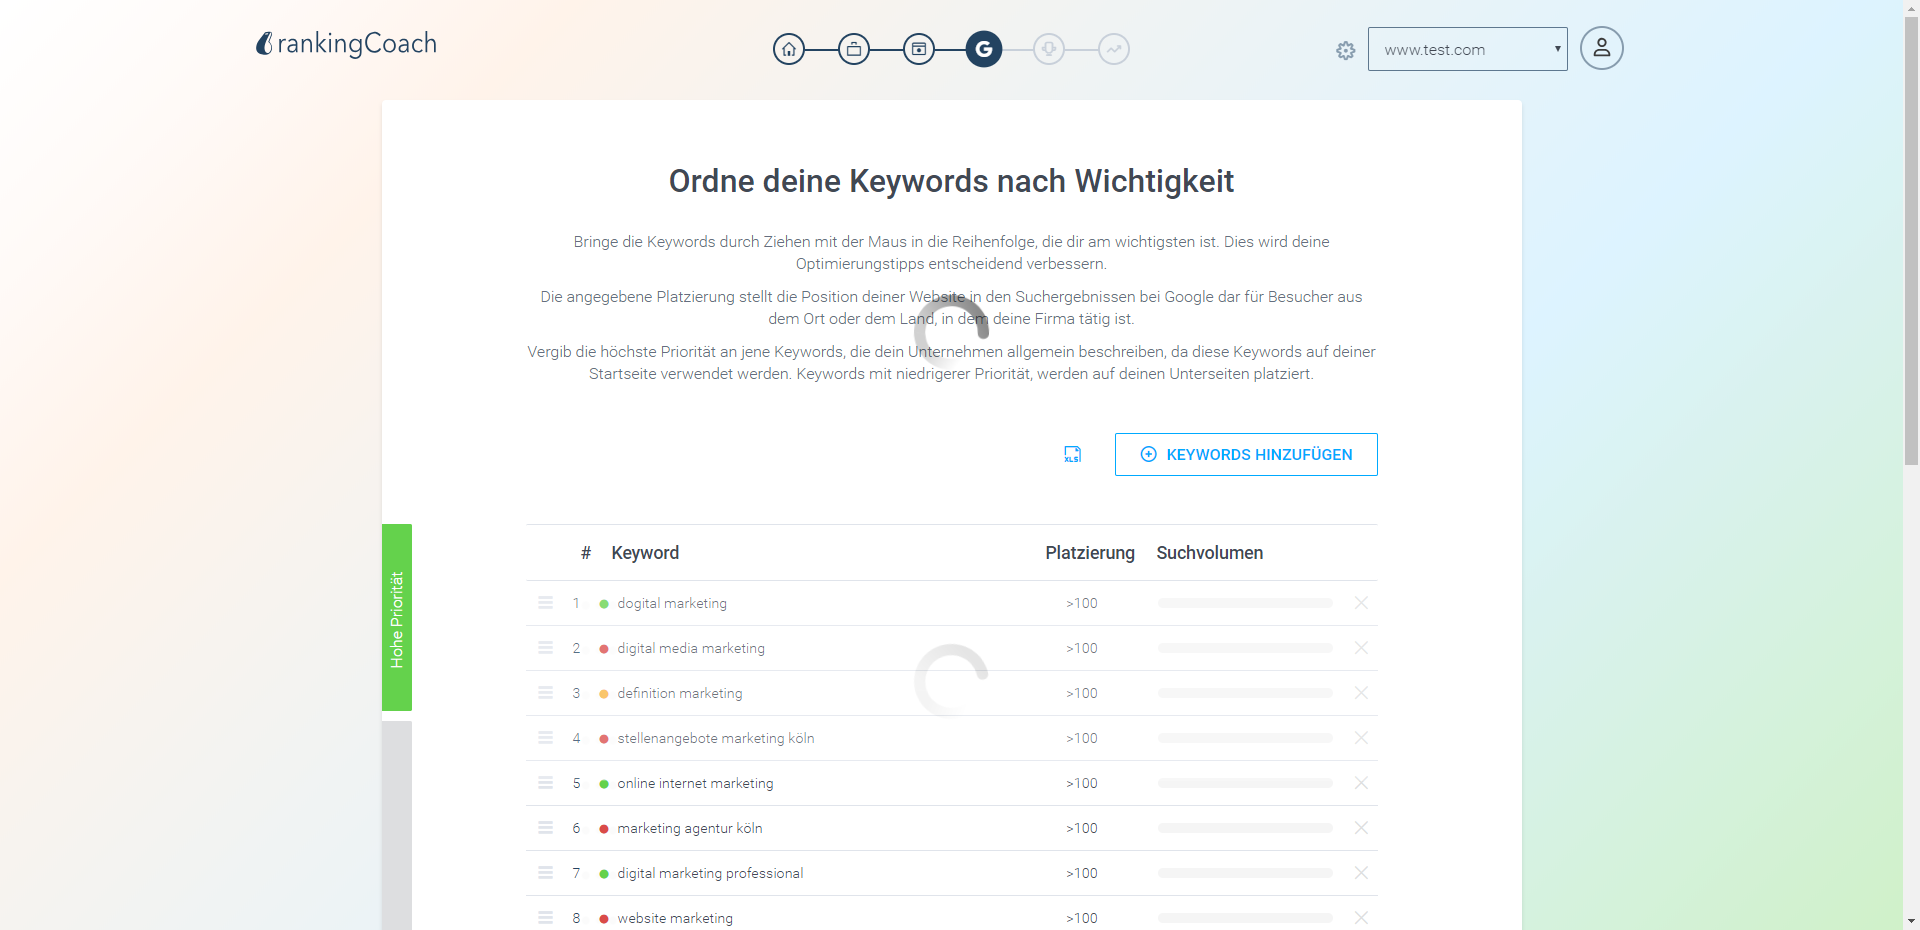 rankingCoach
G
www.test.com
Ordne deine Keywords nach Wichtigkeit
Bringe die Keywords durch Ziehen mit der Maus in die Reihenfolge, die dir am wichtigsten ist. Dies wird deine
Optimierungstipps entscheidend verbessern.
Die angegebene Platzierung stellt die Position deiner Website in den Suchergebnissen bei Google dar für Besucher aus
dem Ort oder dem Land, in dem deine Firma tätig ist.
Vergib die höchste Priorität an jene Keywords, die dein Unternehmen allgemein beschreiben, da diese Keywords auf deiner
Startseite verwendet werden. Keywords mit niedrigerer Priorität, werden auf deinen Unterseiten platziert.
XLS
KEYWORDS HINZUFÜGEN
Hohe Priorität
# Keyword Platzierung Suchvolumen
1 dogital marketing >100
2 digital media marketing >100
3 definition marketing >100
4 stellenangebote marketing köln >100
5 online internet marketing >100
6 marketing agentur köln >100
7 digital marketing professional >100
8 website marketing >100